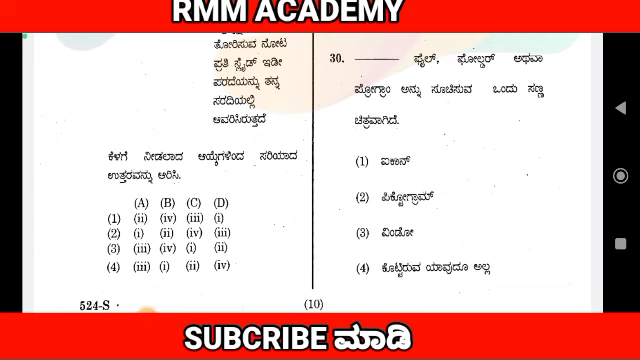 RMM ACADEMY
ತೋರಿಸುವ ನೋಟ
ಪ್ರತಿ ಸ್ಲೈಡ್ ಇಡೀ
ಪರದೆಯನ್ನು ತನ್ನ
ಸರದಿಯಲ್ಲಿ
ಆವರಿಸಿರುತ್ತದೆ
ಕೆಳಗೆ ನೀಡಲಾದ ಆಯ್ಕೆಗಳಿಂದ ಸರಿಯಾದ
ಉತ್ತರವನ್ನು ಆರಿಸಿ.
(A) (B) (C) (D)
(1) (ii) (iv) (iii) (i)
(2) (i) (ii) (iv) (iii)
(3) (iii) (iv) (i) (ii)
(4) (iii) (i) (ii) (iv)
30. ——— ಫೈಲ್, ಫೋಲ್ಡರ್ ಅಥವಾ
ಪ್ರೋಗ್ರಾಂ ಅನ್ನು ಸೂಚಿಸುವ ಒಂದು ಸಣ್ಣ
ಚಿತ್ರವಾಗಿದೆ.
(1) ಐಕಾನ್
(2) ಪಿಕ್ಟೋಗ್ರಾಮ್
(3) ವಿಂಡೋ
(4) ಕೊಟ್ಟಿರುವ ಯಾವುದೂ ಅಲ್ಲ
524-S
(10)
SUBCRIBE ಮಾಡಿ